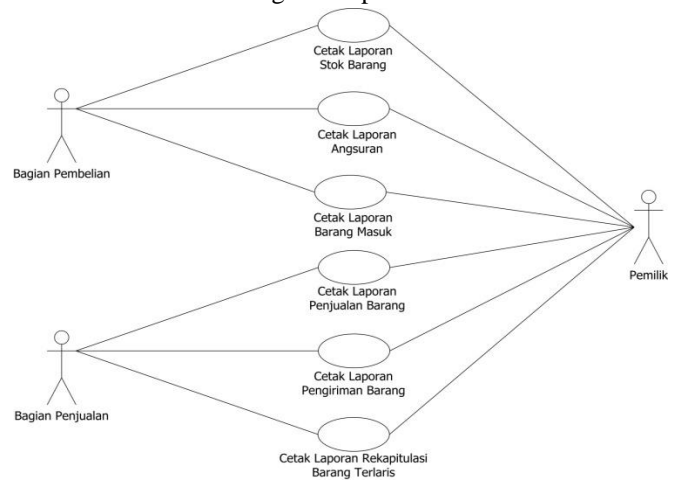 Cetak Laporan
Stok Barang
Cetak Laporan
Angsuran
Bagian Pembelian
Cetak Laporan
Barang Masuk
Pemilik
Cetak Laporan
Penjualan Barang
Cetak Laporan
Pengiriman Barang
Bagian Penjualan
Cetak Laporan Rekapitulasi
Barang Terlaris